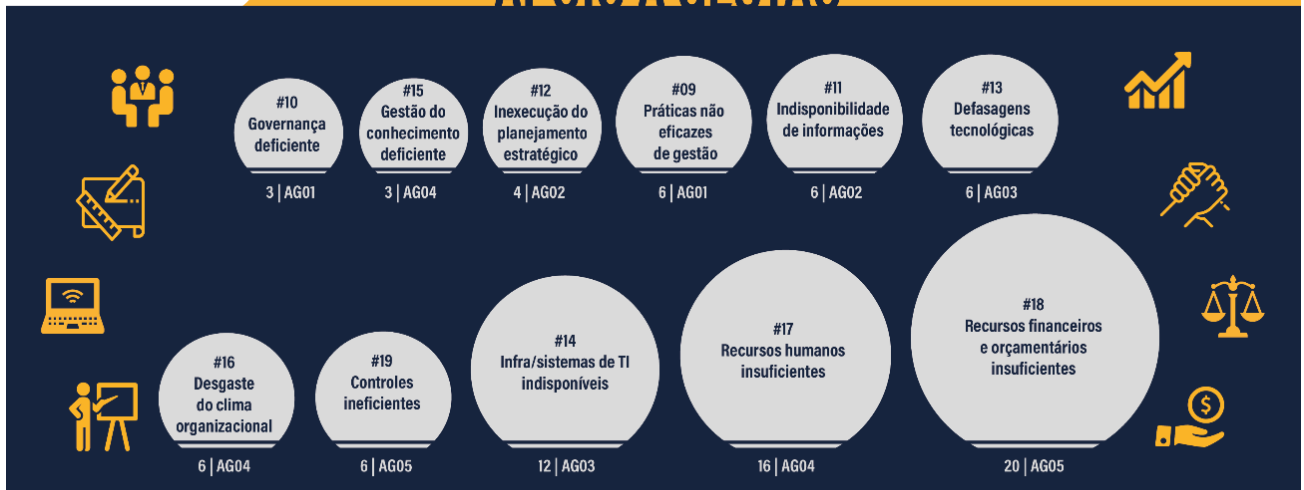 APOIO À GESTÃO
#10
Governança
deficiente
3 | AG01
#15
Gestão do
conhecimento
deficiente
3 | AG04
#12
Inexecução do
planejamento
estratégico
4 | AG02
#09
Práticas não
eficazes
de gestão
6 | AG01
#11
Indisponibilidade
de informações
6 | AG02
#13
Defasagens
tecnológicas
6 | AG03
#16
Desgaste
do clima
organizacional
6 | AG04
#19
Controles
ineficientes
6 | AG05
#14
Infra/sistemas de TI
indisponíveis
12 | AG03
#17
Recursos humanos
insuficientes
16 | AG04
#18
Recursos financeiros
e orçamentários
insuficientes
20 | AG05
$